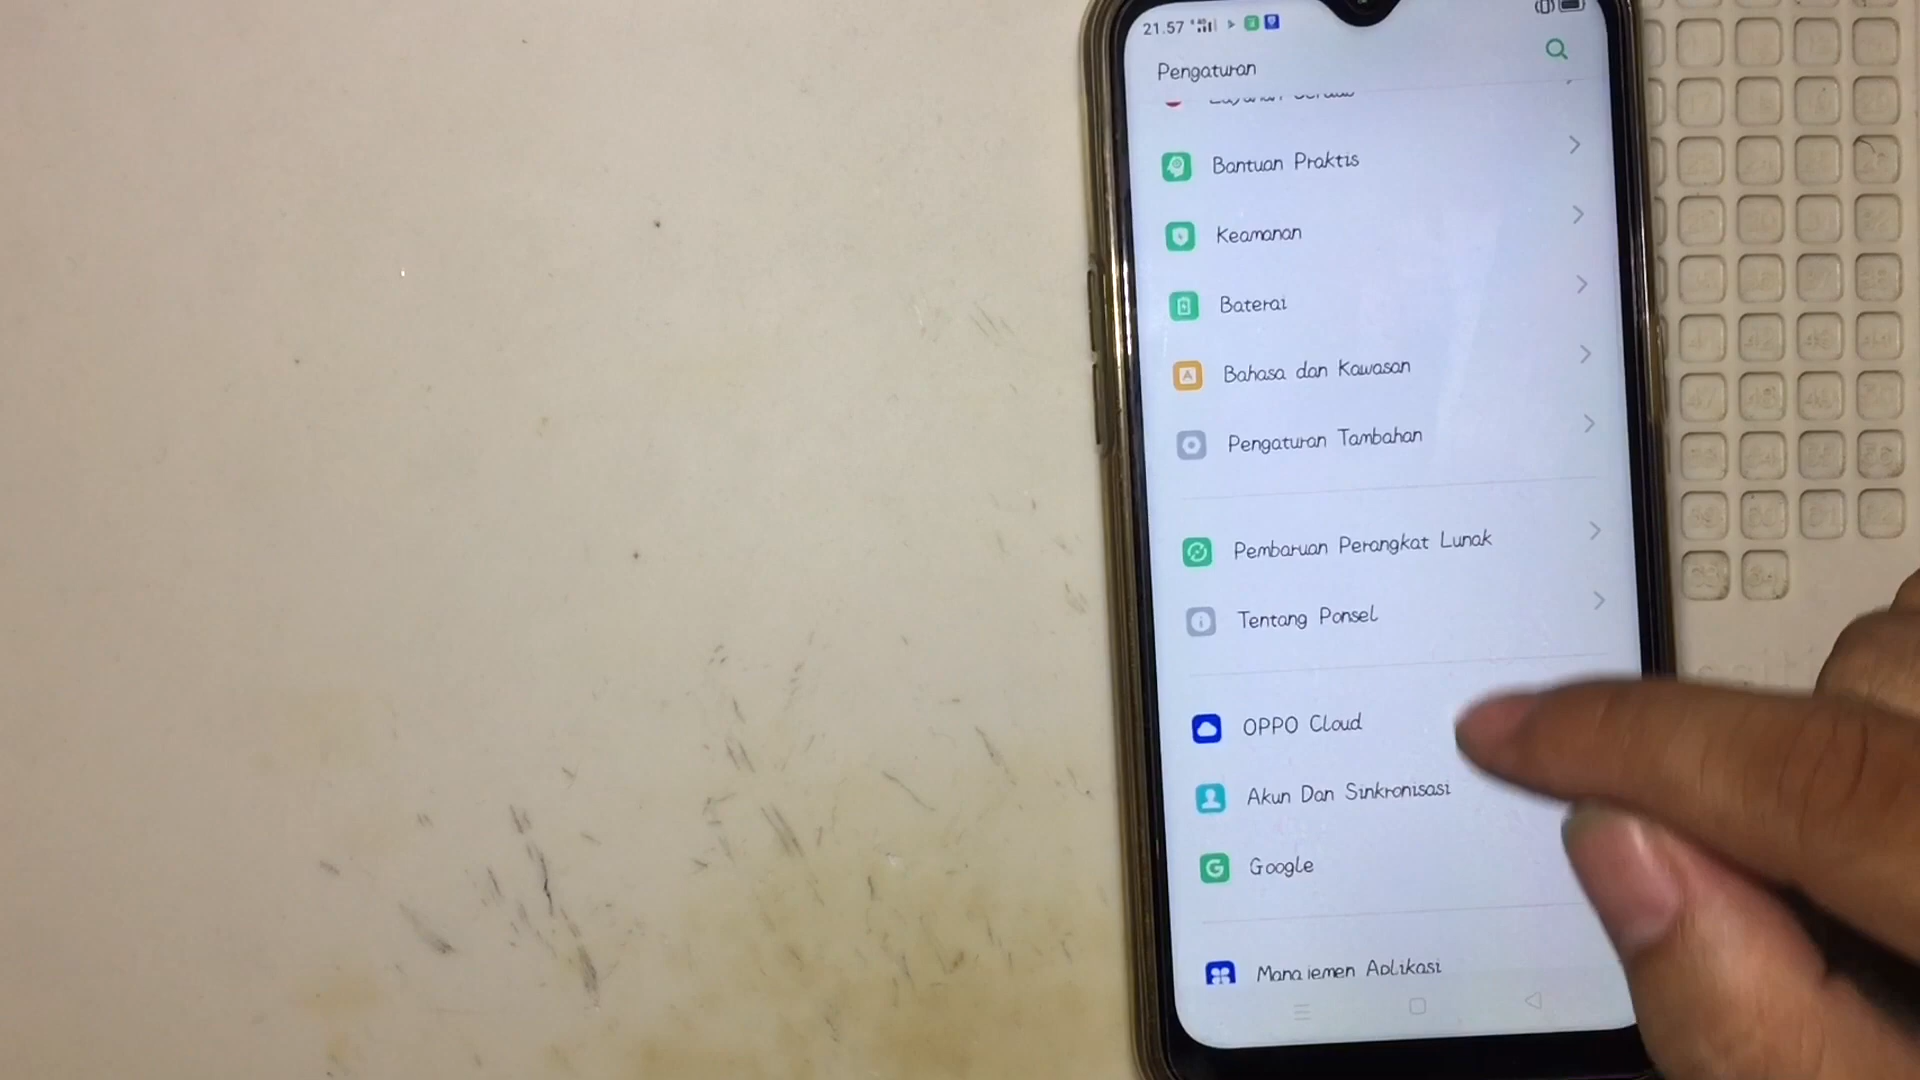 21.57
Pengaturan
Bantuan Praktis
Keamanan
Baterai
Bahasa dan Kawasan
Pengaturan Tambahan
Pembaruan Perangkat Lunak
Tentang Ponsel
OPPO Cloud
Akun Dan Sinkronisasi
Google
Manajemen Aplikasi